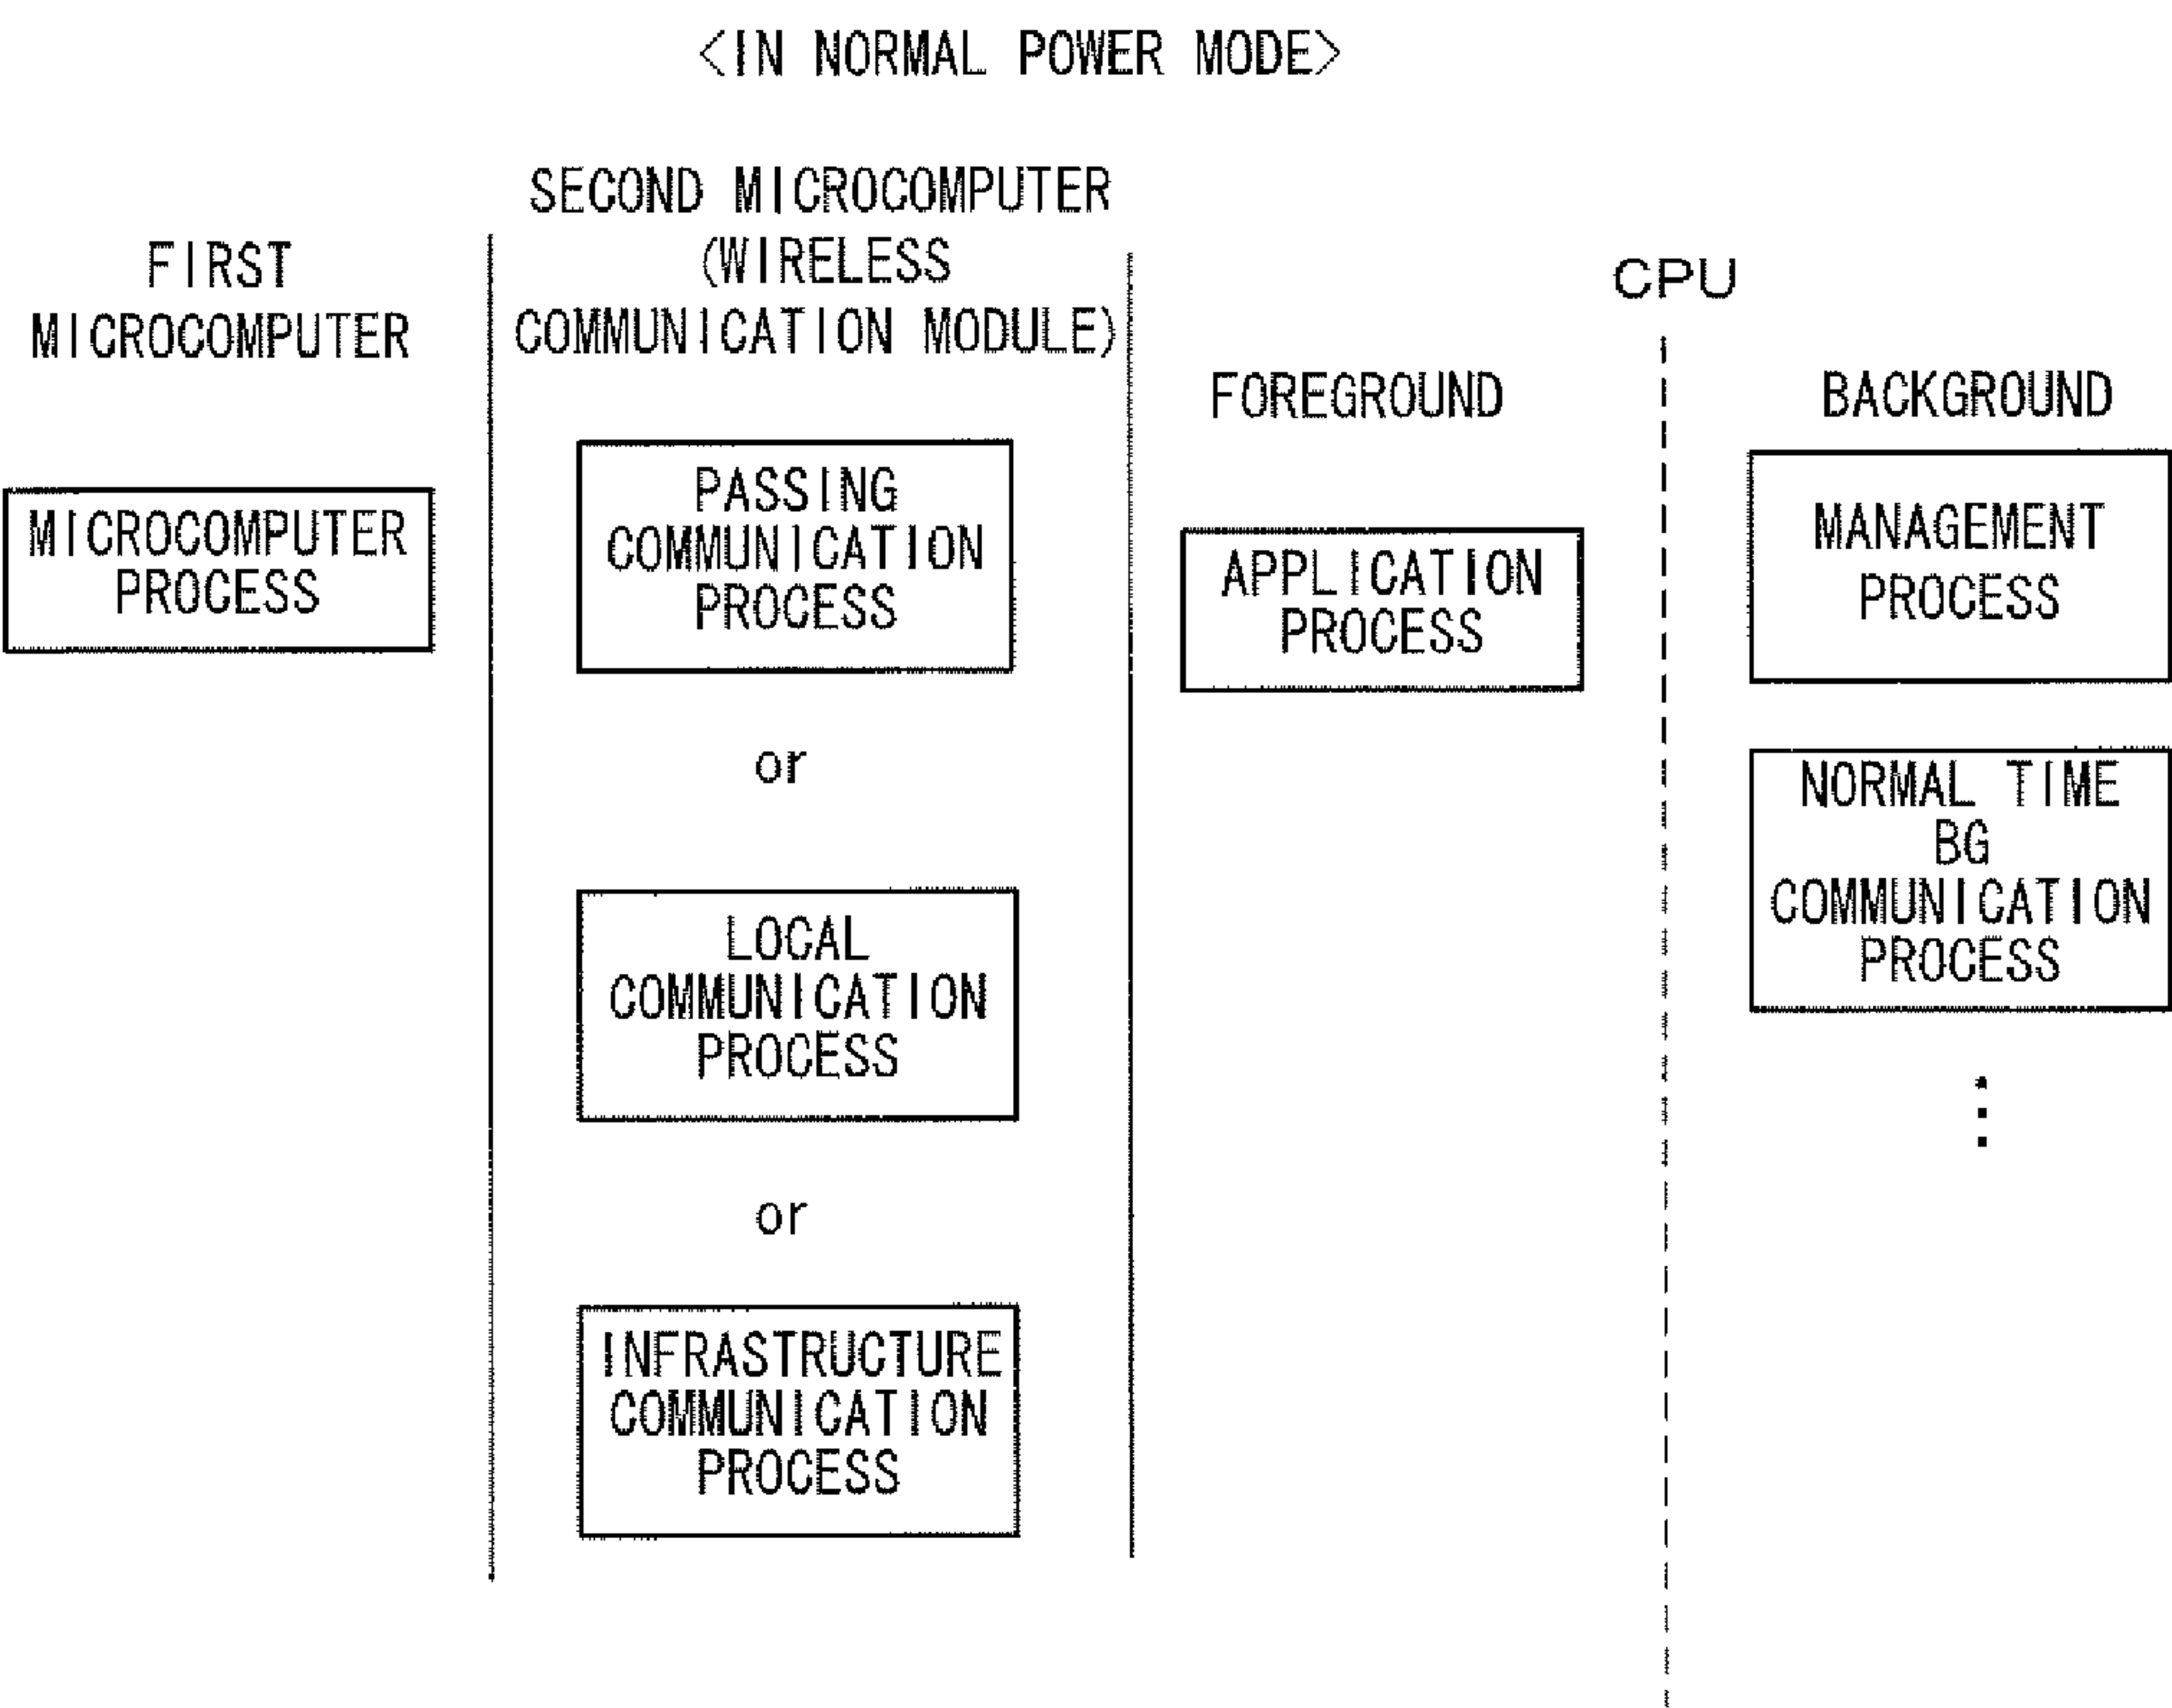 <IN NORMAL POWER MODE>
FIRST
MICROCOMPUTER
MICROCOMPUTER
PROCESS
SECOND MICROCOMPUTER
(WIRELESS
COMMUNICATION MODULE)
PASSING
COMMUNICATION
PROCESS
or
LOCAL
COMMUNICATION
PROCESS
or
INFRASTRUCTURE
COMMUNICATION
PROCESS
CPU
FOREGROUND
APPLICATION
PROCESS
BACKGROUND
MANAGEMENT
PROCESS
NORMAL TIME
BG
COMMUNICATION
PROCESS